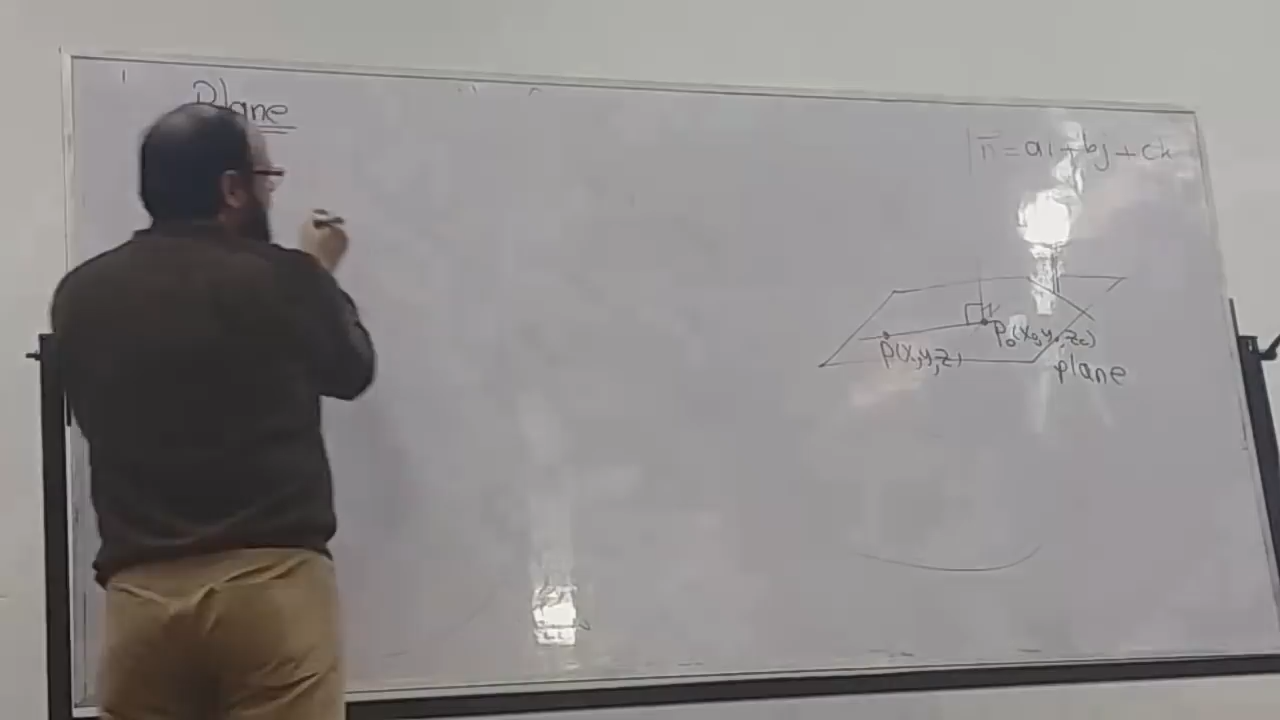 Plane
n = ai + bj + ck
P₀(x₀, y₀, z₀)
P(x, y, z)
plane